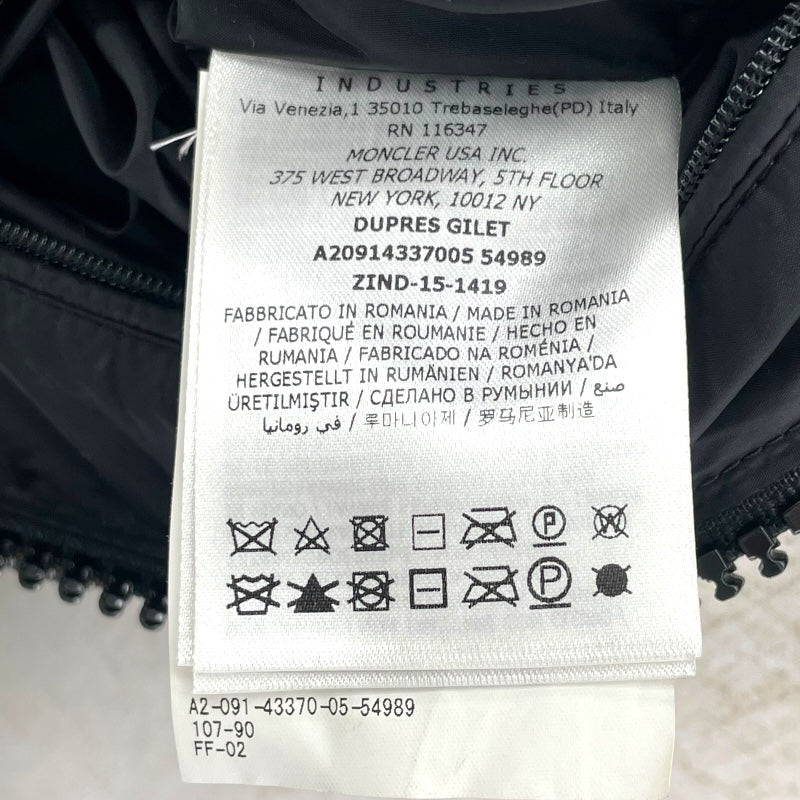 INDUSTRIES
Via Venezia,1 35010 Trebaseleghe(PD) Italy
RN 116347
MONCLER USA INC.
375 WEST BROADWAY, 5TH FLOOR
NEW YORK, 10012 NY
DUPRES GILET
A20914337005 54989
ZIND-15-1419
FABBRICATO IN ROMANIA / MADE IN ROMANIA
/ FABRIQUÉ EN ROUMANIE / HECHO EN
RUMANIA / FABRICADO NA ROMÉNIA /
HERGESTELLT IN RUMÄNIEN / ROMANYA'DA
ÜRETILMIŞTIR / СДЕЛАНО В РУМЫНИИ / صنع
في رومانيا / 루마니아제 / 罗马尼亚制造
P W
P
A2-091-43370-05-54989
107-90
FF-02